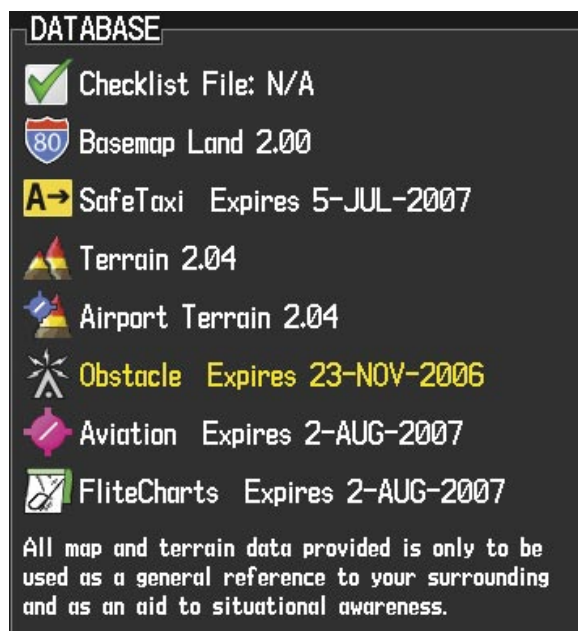 DATABASE
Checklist File: N/A
80 Basemap Land 2.00
A→ SafeTaxi Expires 5-JUL-2007
Terrain 2.04
Airport Terrain 2.04
Obstacle Expires 23-NOV-2006
Aviation Expires 2-AUG-2007
FliteCharts Expires 2-AUG-2007
All map and terrain data provided is only to be
used as a general reference to your surrounding
and as an aid to situational awareness.